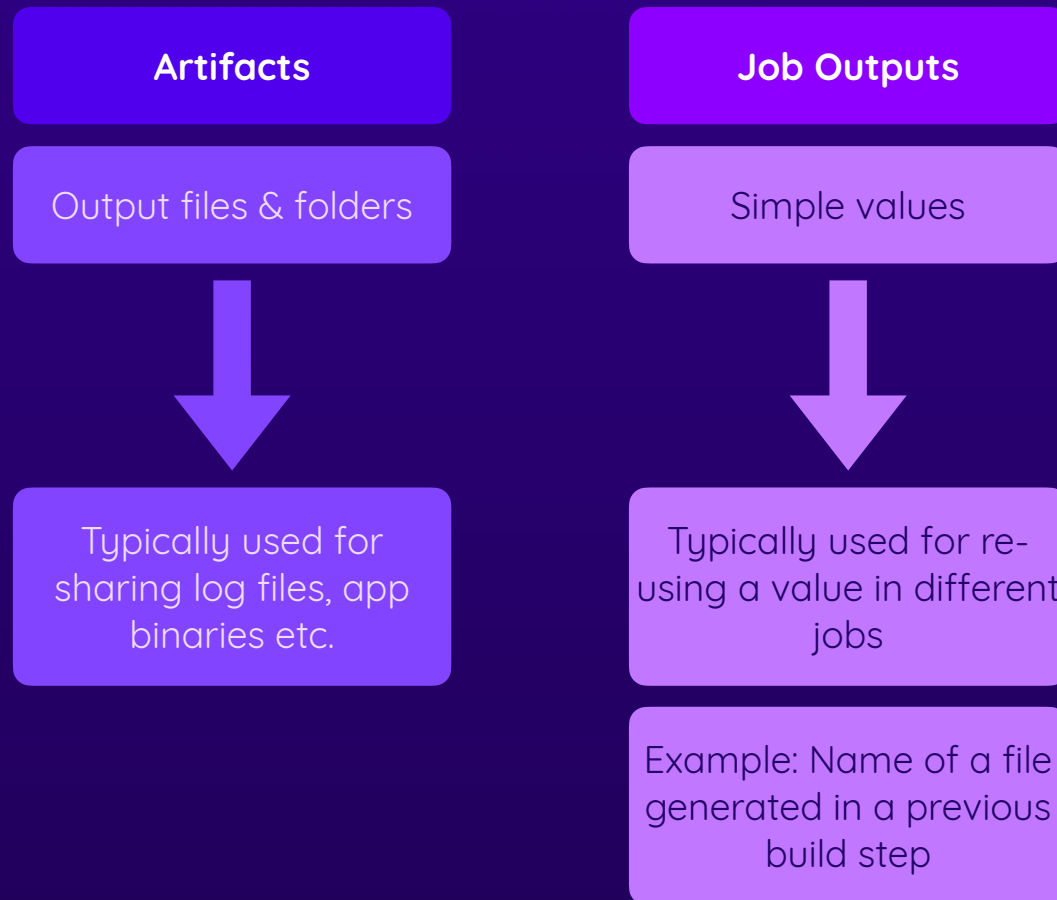 Artifacts
Output files & folders
Typically used for
sharing log files, app
binaries etc.
Job Outputs
Simple values
Typically used for re-
using a value in different
jobs
Example: Name of a file
generated in a previous
build step